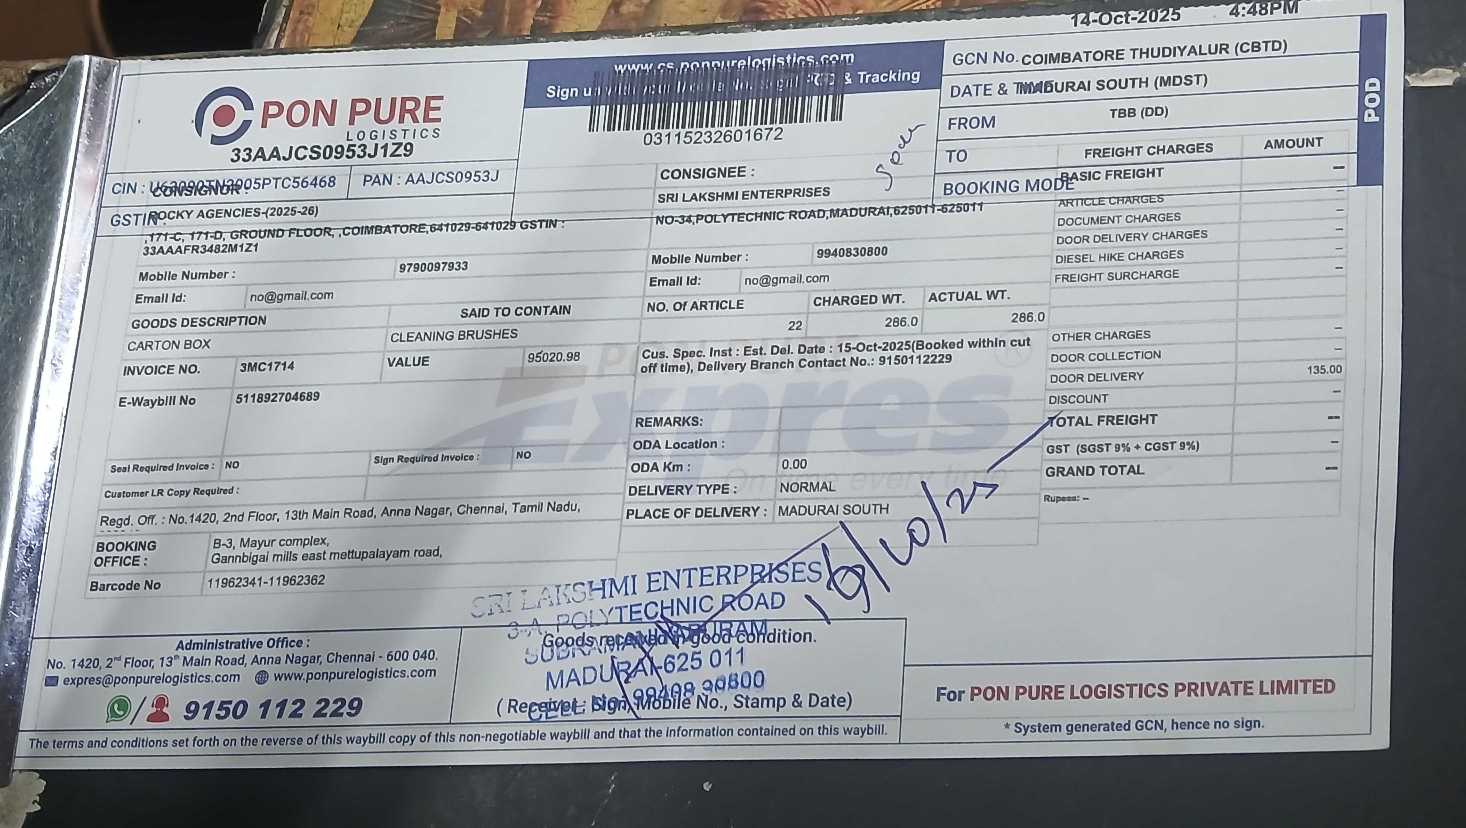 14-Oct-2025 4:48PM
PON PURE
LOGISTICS
33AAJCS0953J1Z9
CIN : PAN : AAJCS0953J
GSTIN :
www.cs.ponpurelogistics.com
Sign up & Tracking
03115232601672
GCN No. COIMBATORE THUDIYALUR (CBTD)
DATE & TIME MADURAI SOUTH (MDST)
FROM TBB (DD)
TO
BOOKING MODE
POD
CONSIGNOR :
ROCKY AGENCIES-(2025-26)
,171-C, 171-D, GROUND FLOOR, ,COIMBATORE,641029-641029 GSTIN :
33AAAFR3482M1Z1
Mobile Number : 9790097933
Email Id: no@gmail.com
CONSIGNEE :
SRI LAKSHMI ENTERPRISES
NO-34,POLYTECHNIC ROAD,MADURAI,625011-625011
Mobile Number : 9940830800
Email Id: no@gmail.com
GOODS DESCRIPTION SAID TO CONTAIN
CARTON BOX CLEANING BRUSHES
INVOICE NO. 3MC1714 VALUE 95020.98
E-Waybill No 511892704689
Seal Required Invoice : NO Sign Required Invoice : NO
Customer LR Copy Required :
Regd. Off. : No.1420, 2nd Floor, 13th Main Road, Anna Nagar, Chennai, Tamil Nadu,
BOOKING OFFICE : B-3, Mayur complex,
Gannbigai mills east mettupalayam road,
Barcode No 11962341-11962362
NO. Of ARTICLE CHARGED WT. ACTUAL WT.
22 286.0 286.0
Cus. Spec. Inst : Est. Del. Date : 15-Oct-2025(Booked within cut
off time), Delivery Branch Contact No.: 9150112229
Expres
REMARKS:
ODA Location :
ODA Km : 0.00
DELIVERY TYPE : NORMAL
PLACE OF DELIVERY : MADURAI SOUTH
FREIGHT CHARGES AMOUNT
BASIC FREIGHT --
ARTICLE CHARGES --
DOCUMENT CHARGES --
DOOR DELIVERY CHARGES --
DIESEL HIKE CHARGES --
FREIGHT SURCHARGE --
OTHER CHARGES --
DOOR COLLECTION --
DOOR DELIVERY 135.00
DISCOUNT --
TOTAL FREIGHT --
GST (SGST 9% + CGST 9%) --
GRAND TOTAL --
Rupees: --
SRI LAKSHMI ENTERPRISES
3-A, POLYTECHNIC ROAD
SUBRAMANIAPURAM
MADURAI-625 011
CELL: 99408 30800
Goods received in good condition.
(Receiver: Sign, Mobile No., Stamp & Date)
Administrative Office :
No. 1420, 2nd Floor, 13th Main Road, Anna Nagar, Chennai - 600 040.
expres@ponpurelogistics.com www.ponpurelogistics.com
9150 112 229
For PON PURE LOGISTICS PRIVATE LIMITED
* System generated GCN, hence no sign.
The terms and conditions set forth on the reverse of this waybill copy of this non-negotiable waybill and that the information contained on this waybill.